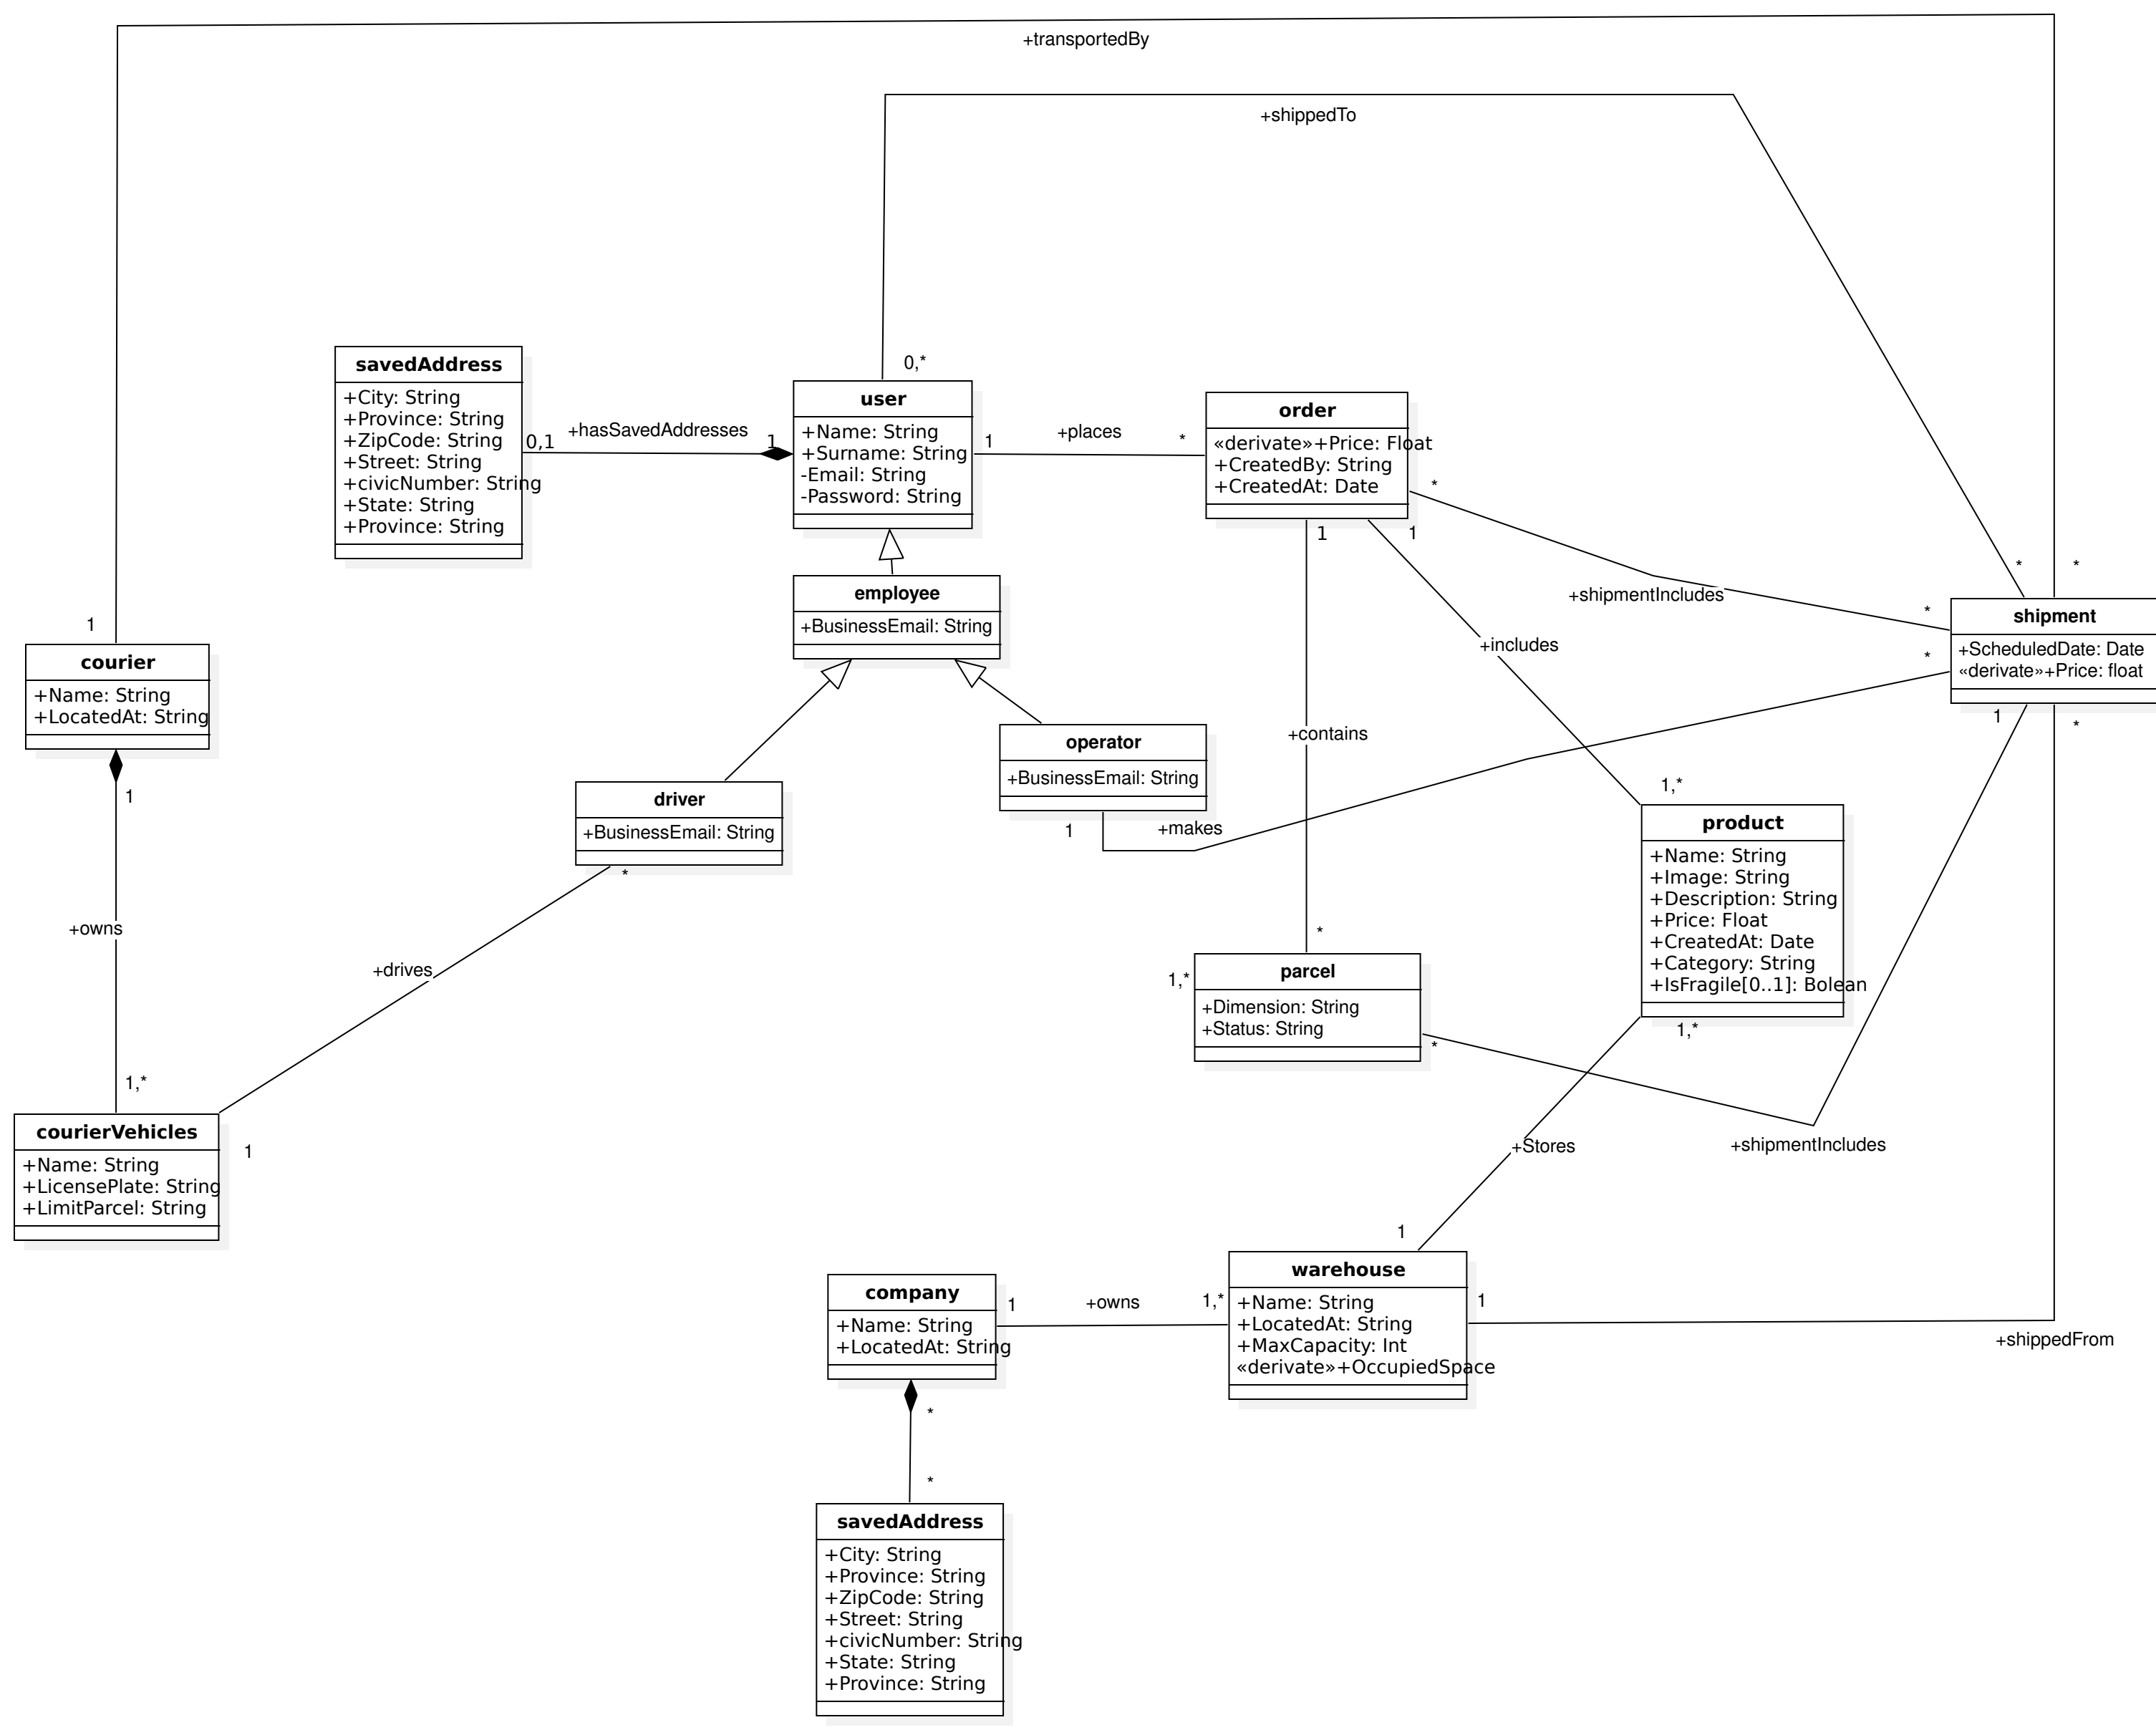 +transportedBy
+shippedTo
0,*
savedAddress
+City: String
+Province: String
+ZipCode: String
+Street: String
+civicNumber: String
+State: String
+Province: String
0,1
+hasSavedAddresses
1
user
+Name: String
+Surname: String
-Email: String
-Password: String
1
+places
*
order
«derivate»+Price: Float
+CreatedBy: String
+CreatedAt: Date
*
1
1
+shipmentIncludes
*
*
*
*
shipment
+ScheduledDate: Date
«derivate»+Price: float
1
*
employee
+BusinessEmail: String
1
courier
+Name: String
+LocatedAt: String
1
+includes
operator
+BusinessEmail: String
1
+makes
+contains
driver
+BusinessEmail: String
*
1,*
product
+Name: String
+Image: String
+Description: String
+Price: Float
+CreatedAt: Date
+Category: String
+IsFragile[0..1]: Bolean
1,*
+owns
+drives
*
1,*
parcel
+Dimension: String
+Status: String
*
1,*
courierVehicles
+Name: String
+LicensePlate: String
+LimitParcel: String
1
+Stores
+shipmentIncludes
1
company
+Name: String
+LocatedAt: String
1
+owns
1,*
warehouse
+Name: String
+LocatedAt: String
+MaxCapacity: Int
«derivate»+OccupiedSpace
1
+shippedFrom
*
*
savedAddress
+City: String
+Province: String
+ZipCode: String
+Street: String
+civicNumber: String
+State: String
+Province: String